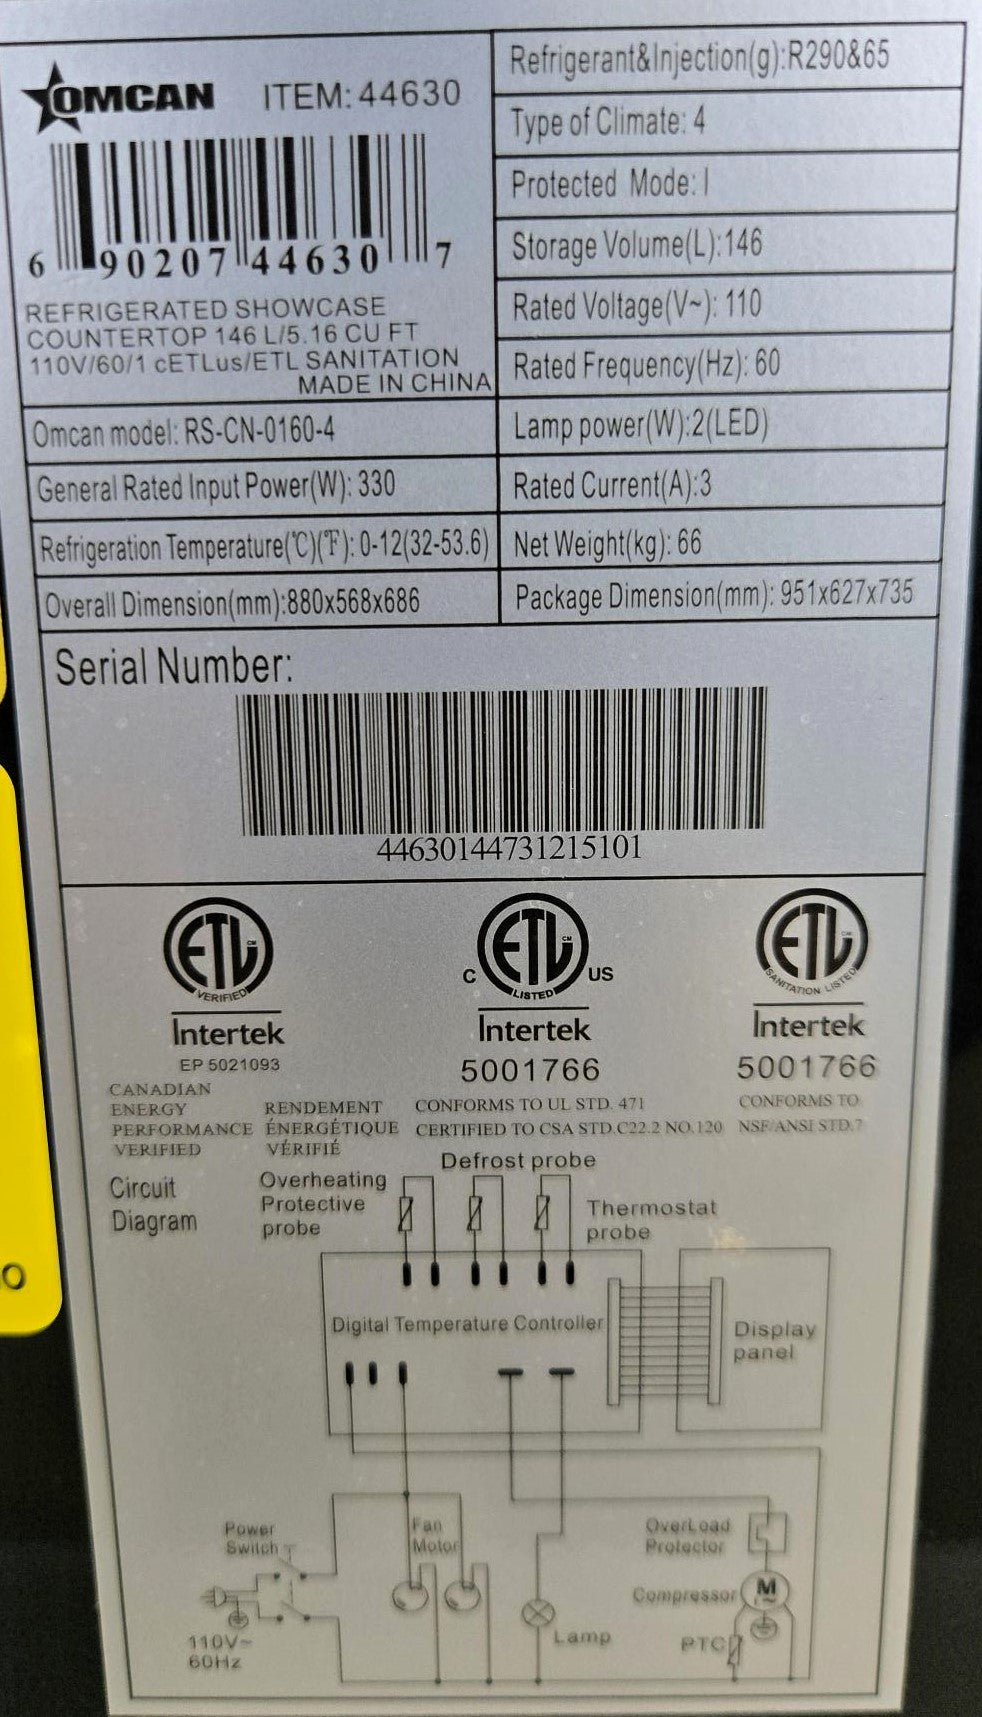 OMCAN ITEM: 44630
6 90207 44630 7
REFRIGERATED SHOWCASE
COUNTERTOP 146 L/5.16 CU FT
110V/60/1 cETLus/ETL SANITATION
MADE IN CHINA
Refrigerant&Injection(g):R290&65
Type of Climate: 4
Protected Mode: I
Storage Volume(L):146
Rated Voltage(V~): 110
Rated Frequency(Hz): 60
Omcan model: RS-CN-0160-4
Lamp power(W):2(LED)
General Rated Input Power(W): 330
Rated Current(A):3
Refrigeration Temperature(℃)(℉): 0-12(32-53.6)
Net Weight(kg): 66
Overall Dimension(mm):880x568x686
Package Dimension(mm): 951x627x735
Serial Number:
44630144731215101
ETL CM
VERIFIED
Intertek
EP 5021093
CANADIAN
ENERGY
PERFORMANCE
VERIFIED
RENDEMENT
ÉNERGÉTIQUE
VÉRIFIÉ
C ETL CM US
LISTED
Intertek
5001766
CONFORMS TO UL STD. 471
CERTIFIED TO CSA STD.C22.2 NO.120
ETL CM
SANITATION LISTED
Intertek
5001766
CONFORMS TO
NSF/ANSI STD.7
Circuit
Diagram
Overheating
Protective
probe
Defrost probe
Thermostat
probe
Digital Temperature Controller
Display
panel
Power
Switch
Fan
Motor
OverLoad
Protector
Compressor
M
~
PTC
Lamp
110V~
60Hz